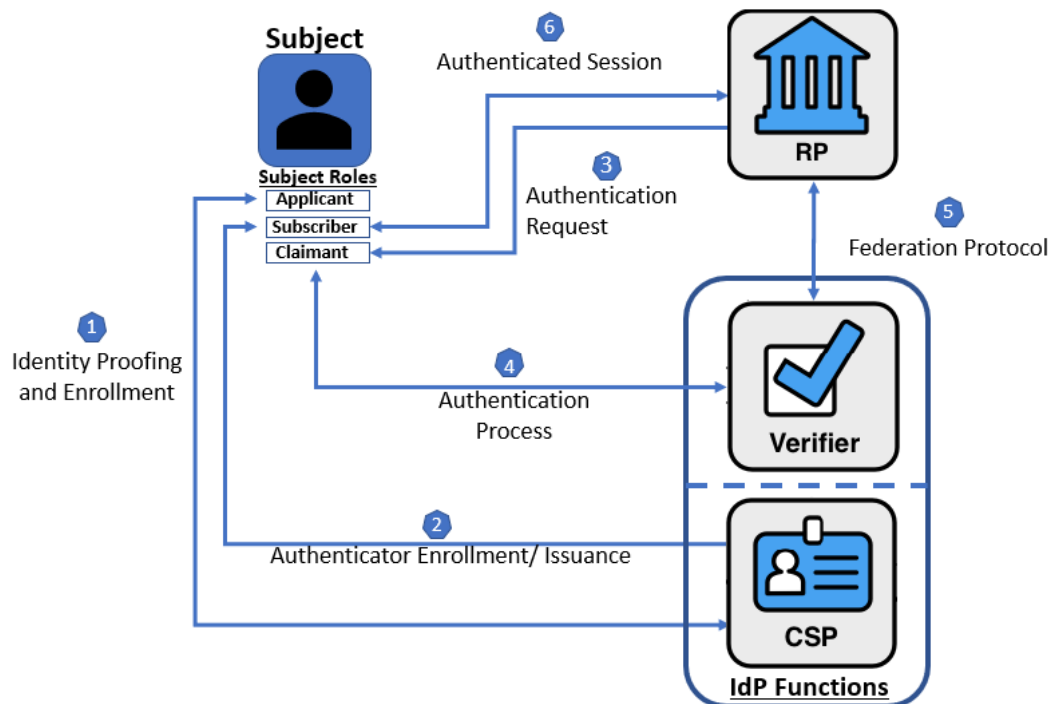 Subject
Subject Roles
Applicant
Subscriber
Claimant
6
Authenticated Session
RP
3
Authentication
Request
5
Federation Protocol
1
Identity Proofing
and Enrollment
4
Authentication
Process
Verifier
2
Authenticator Enrollment/ Issuance
CSP
IdP Functions